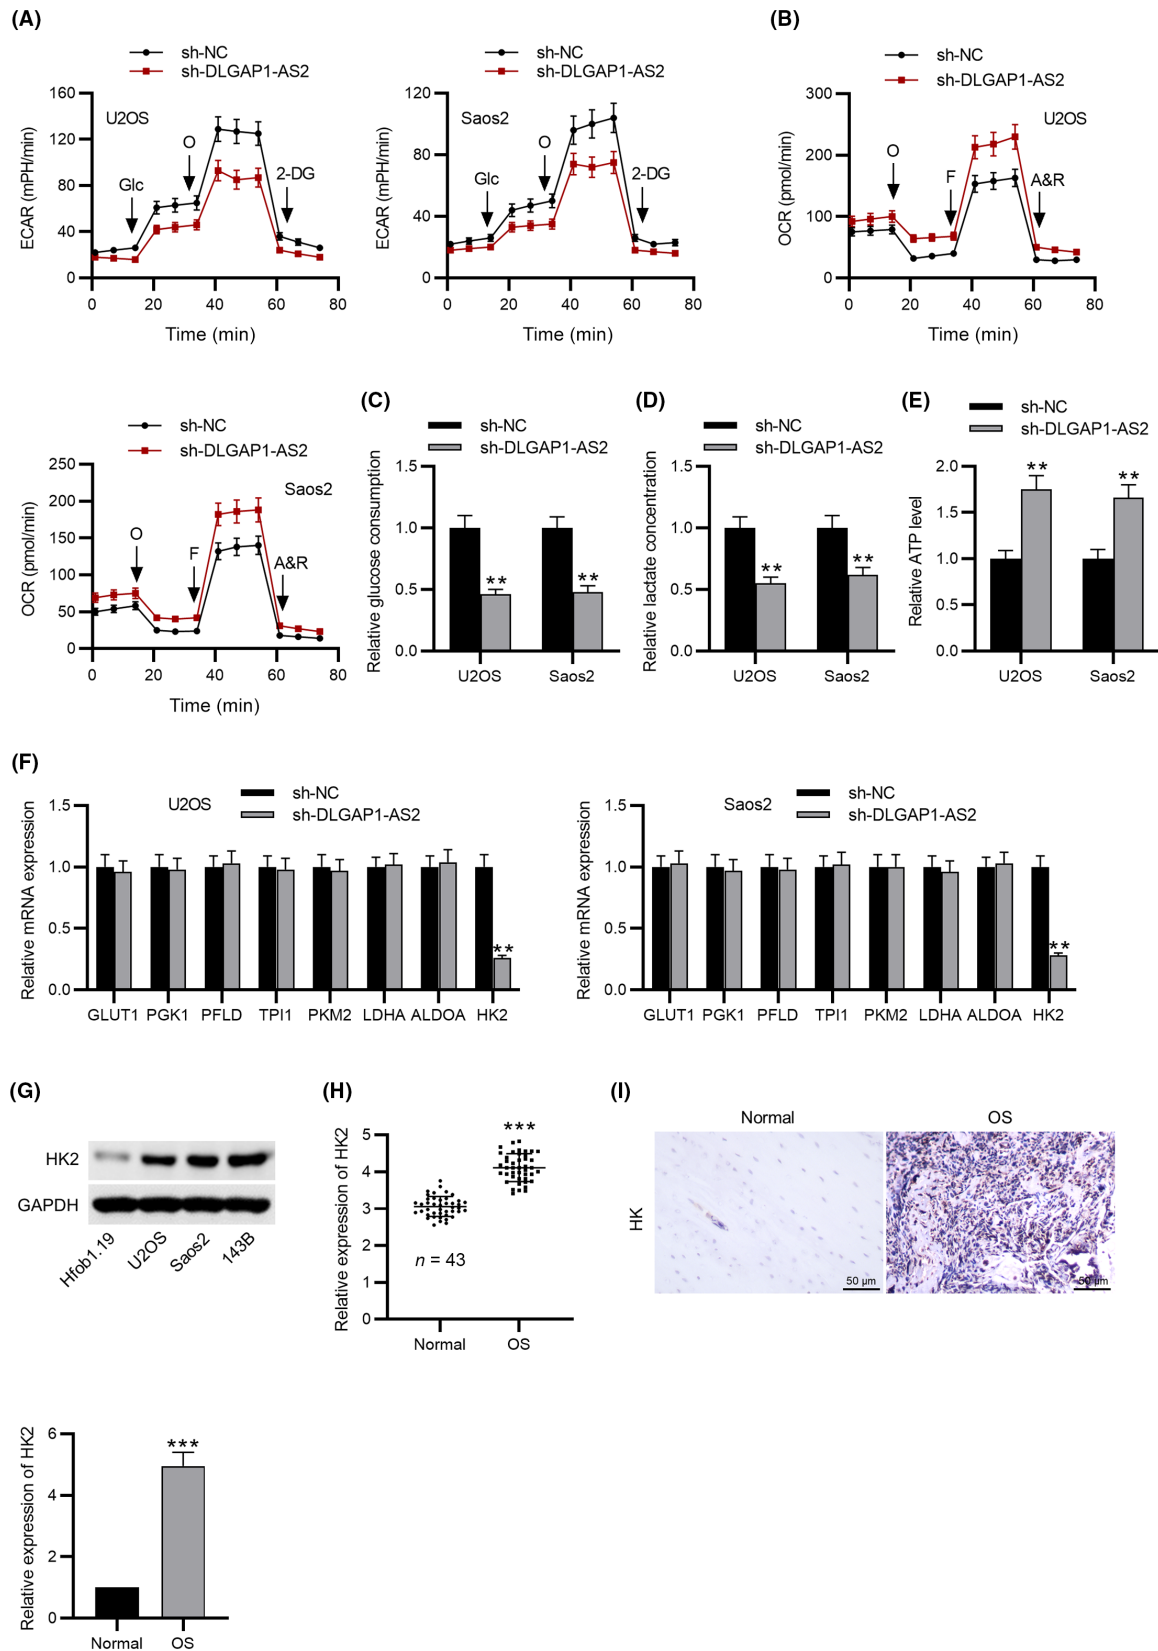 (A)
sh-NC
sh-DLGAP1-AS2
160
120
80
40
0
ECAR (mPH/min)
U2OS
Glc
O
2-DG
0 20 40 60 80
Time (min)
sh-NC
sh-DLGAP1-AS2
120
80
40
0
ECAR (mPH/min)
Saos2
Glc
O
2-DG
0 20 40 60 80
Time (min)
(B)
sh-NC
sh-DLGAP1-AS2
300
200
100
0
OCR (pmol/min)
U2OS
O
F
A&R
0 20 40 60 80
Time (min)
sh-NC
sh-DLGAP1-AS2
250
200
150
100
50
0
OCR (pmol/min)
Saos2
O
F
A&R
0 20 40 60 80
Time (min)
(C)
sh-NC
sh-DLGAP1-AS2
1.5
1.0
0.5
0.0
Relative glucose consumption
** **
U2OS Saos2
(D)
sh-NC
sh-DLGAP1-AS2
1.5
1.0
0.5
0.0
Relative lactate concentration
** **
U2OS Saos2
(E)
sh-NC
sh-DLGAP1-AS2
2.0
1.5
1.0
0.5
0.0
Relative ATP level
** **
U2OS Saos2
(F)
U2OS
sh-NC
sh-DLGAP1-AS2
1.5
1.0
0.5
0.0
Relative mRNA expression
**
GLUT1 PGK1 PFLD TPI1 PKM2 LDHA ALDOA HK2
Saos2
sh-NC
sh-DLGAP1-AS2
1.5
1.0
0.5
0.0
Relative mRNA expression
**
GLUT1 PGK1 PFLD TPI1 PKM2 LDHA ALDOA HK2
(G)
HK2
GAPDH
Hfob1.19 U2OS Saos2 143B
(H)
5
4
3
2
1
0
Relative expression of HK2
***
n = 43
Normal OS
(I)
Normal OS
HK
50 µm
50 µm
6
4
2
0
Relative expression of HK2
***
Normal OS